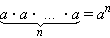 a · a · ... · a = aⁿ
n